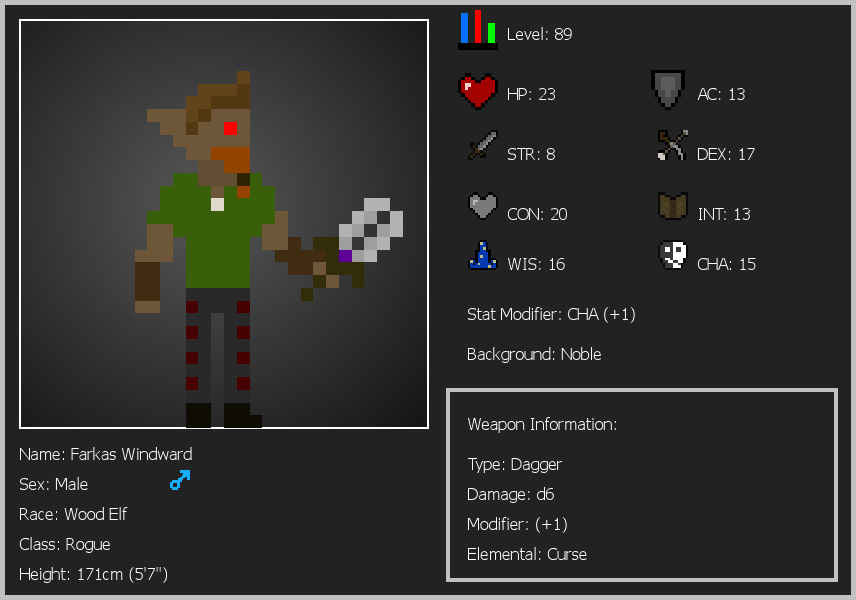 Level: 89
HP: 23
AC: 13
STR: 8
DEX: 17
CON: 20
INT: 13
WIS: 16
CHA: 15
Stat Modifier: CHA (+1)
Background: Noble
Weapon Information:
Type: Dagger
Damage: d6
Modifier: (+1)
Elemental: Curse
Name: Farkas Windward
Sex: Male
Race: Wood Elf
Class: Rogue
Height: 171cm (5'7")